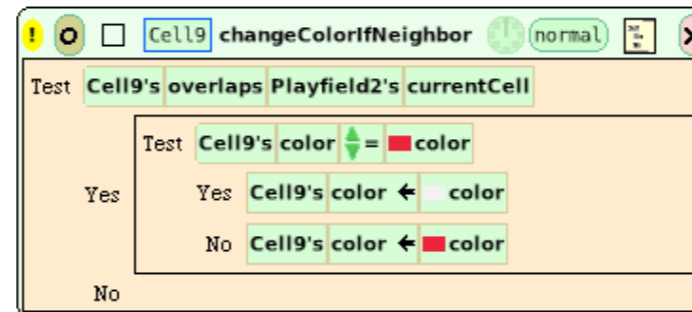 ! Cell9 changeColorIfNeighbor normal
Test Cell9's overlaps Playfield2's currentCell
Test Cell9's color = color
Yes
Yes Cell9's color ← color
No Cell9's color ← color
No